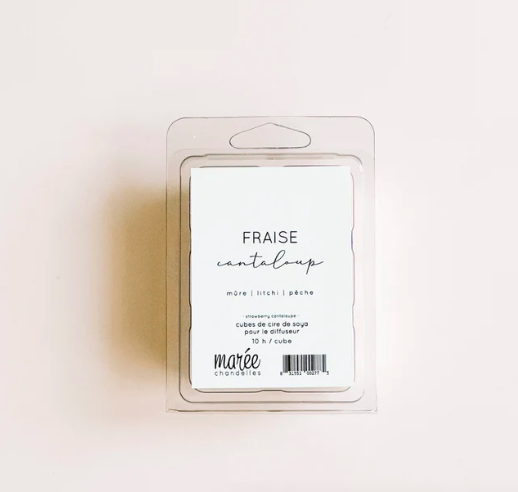 FRAISE
cantaloup
mûre | litchi | pêche
- strawberry cantaloupe -
cubes de cire de soya
pour le diffuseur
10 h / cube
marée
chandelles